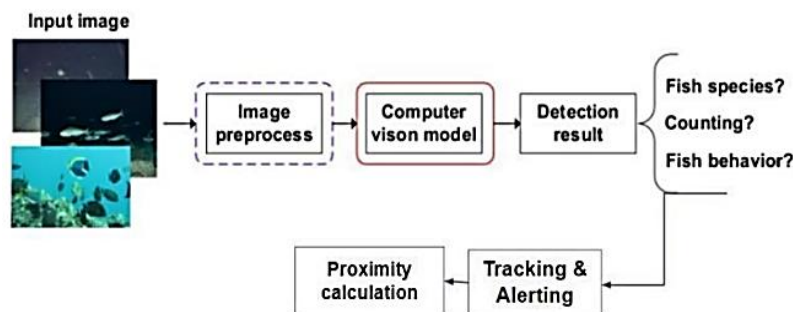 Input image
Image
preprocess
Computer
vison model
Detection
result
Fish species?
Counting?
Fish behavior?
Proximity
calculation
Tracking &
Alerting